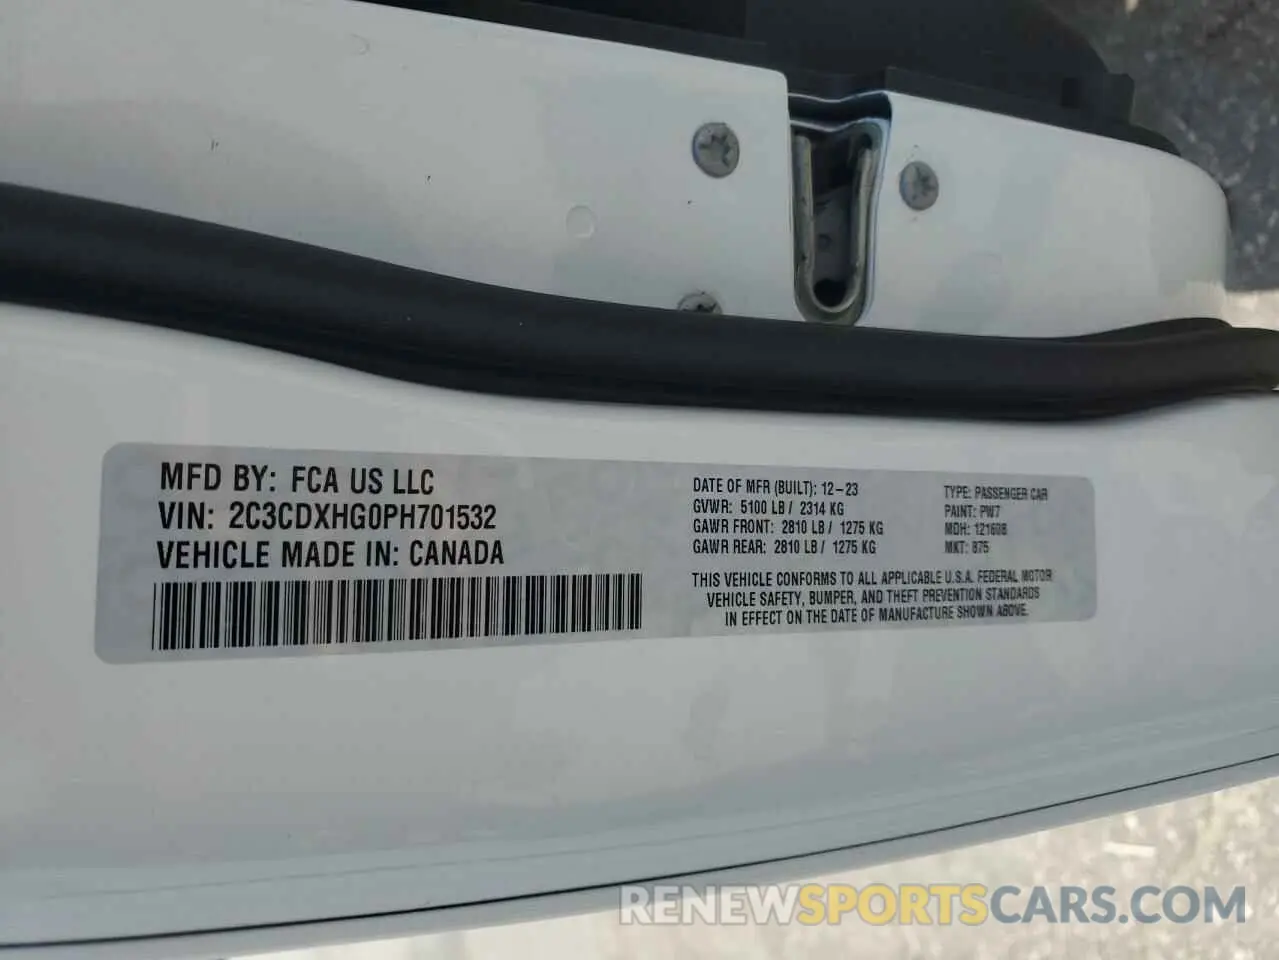 MFD BY: FCA US LLC
VIN: 2C3CDXHG0PH701532
VEHICLE MADE IN: CANADA
DATE OF MFR (BUILT): 12-23
GVWR: 5100 LB / 2314 KG
GAWR FRONT: 2810 LB / 1275 KG
GAWR REAR: 2810 LB / 1275 KG
TYPE: PASSENGER CAR
PAINT: PW7
MDH: 121608
MKT: 875
THIS VEHICLE CONFORMS TO ALL APPLICABLE U.S.A. FEDERAL MOTOR
VEHICLE SAFETY, BUMPER, AND THEFT PREVENTION STANDARDS
IN EFFECT ON THE DATE OF MANUFACTURE SHOWN ABOVE.
RENEWSPORTSCARS.COM